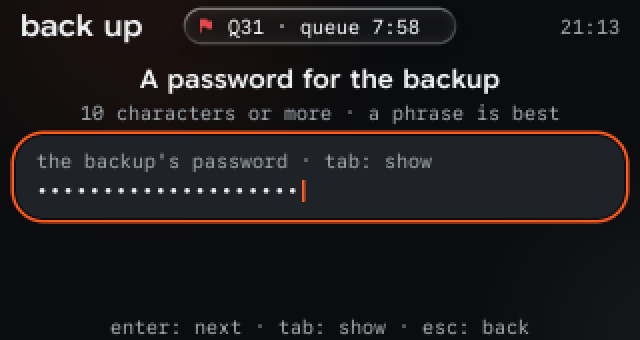 back up
Q31 · queue 7:58
21:13
A password for the backup
10 characters or more · a phrase is best
the backup's password · tab: show
••••••••••••••••••••
enter: next · tab: show · esc: back